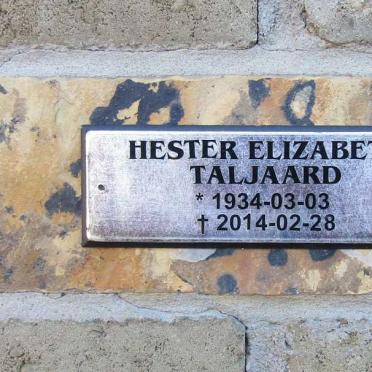 HESTER ELIZABET
TALJAARD
* 1934-03-03
† 2014-02-28